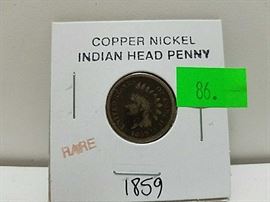 COPPER NICKEL
INDIAN HEAD PENNY
86.
RARE
1859